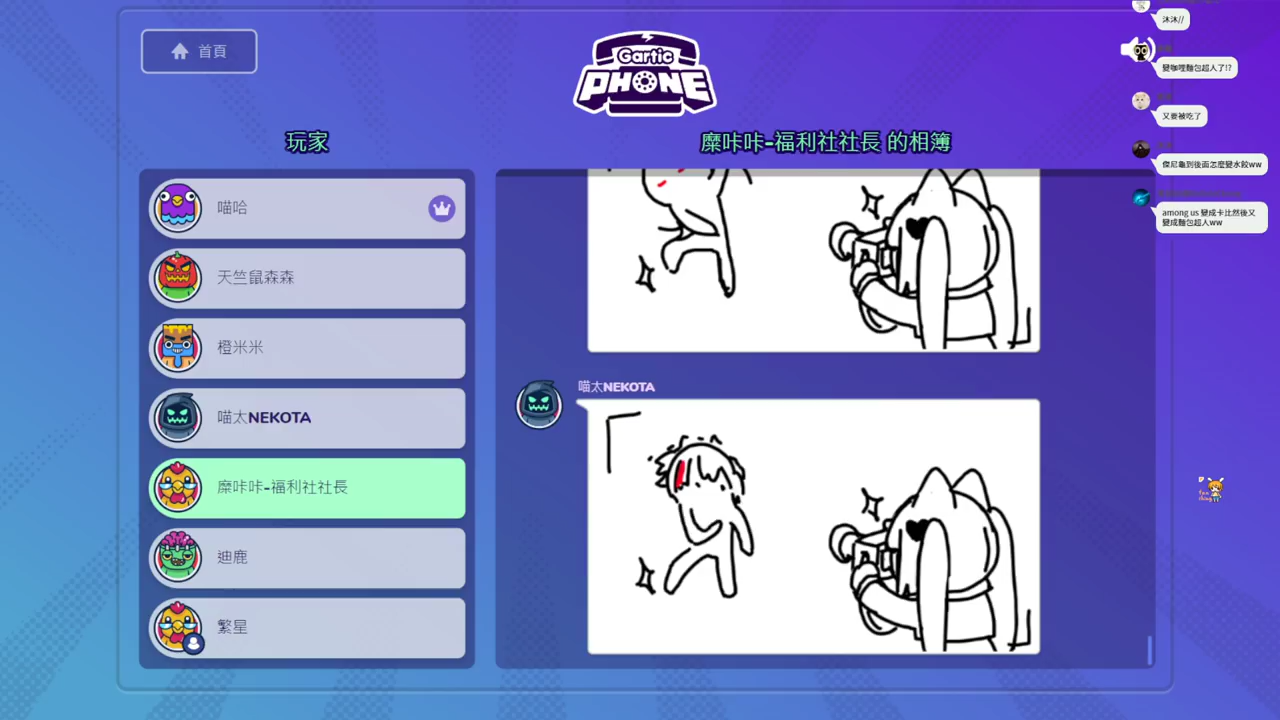 首頁
Gartic
PHONE
玩家
糜咔咔-福利社社長 的相簿
喵哈
天竺鼠森森
橙米米
喵太NEKOTA
糜咔咔-福利社社長
迪鹿
繁星
喵太NEKOTA
沐沐//
變咖哩麵包超人了!?
又要被吃了
傑尼龜到後面怎麼變水餃ww
among us 變成卡比然後又
變成麵包超人ww